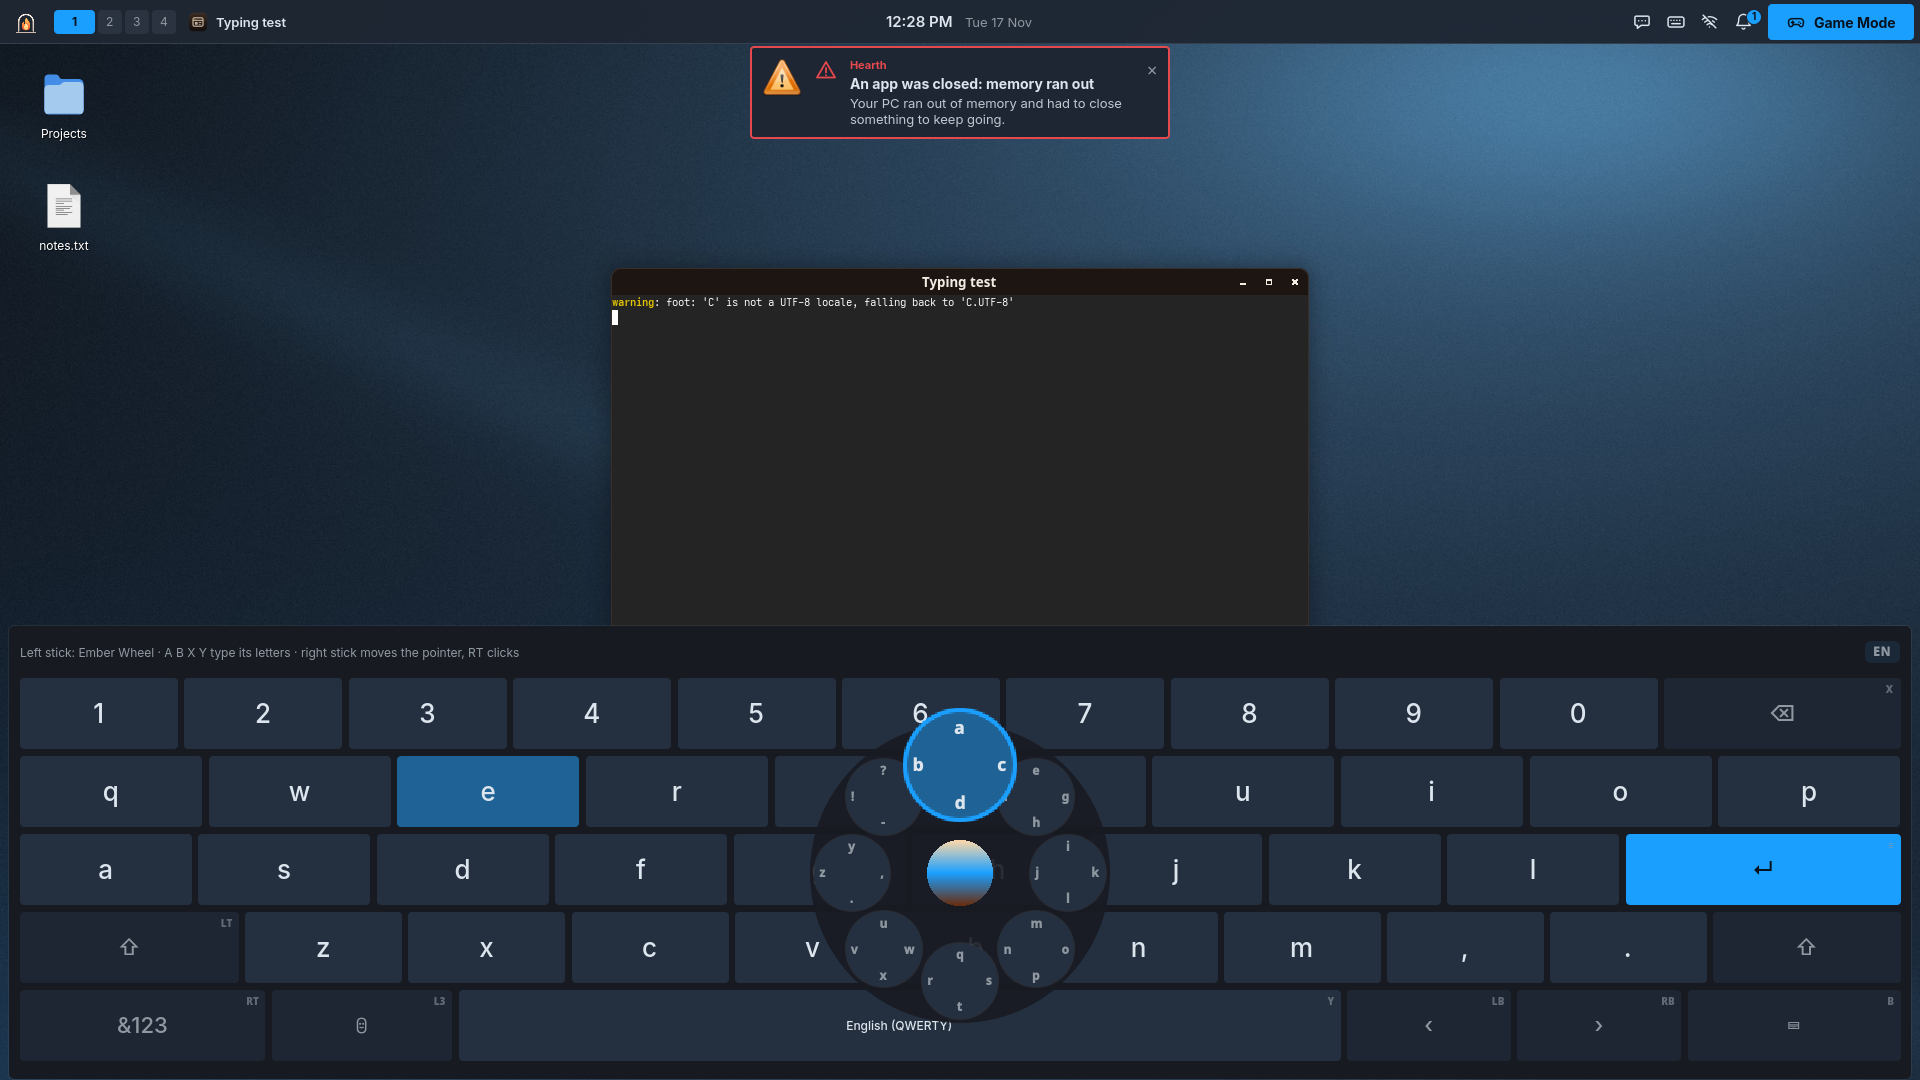 1 2 3 4 Typing test 12:28 PM Tue 17 Nov 1 Game Mode
Hearth
An app was closed: memory ran out
Your PC ran out of memory and had to close
something to keep going.
Projects
notes.txt
Typing test
warning: foot: 'C' is not a UTF-8 locale, falling back to 'C.UTF-8'
Left stick: Ember Wheel · A B X Y type its letters · right stick moves the pointer, RT clicks EN
1 2 3 4 5 6 7 8 9 0 X
q w e r u i o p
a s d f h j k l
LT z x c v b n m , .
&123 RT L3 English (QWERTY) Y LB ‹ RB › B
a b c d
e g h
i j k l
m n o p
q r s t
u v w x
y z , .
? ! -